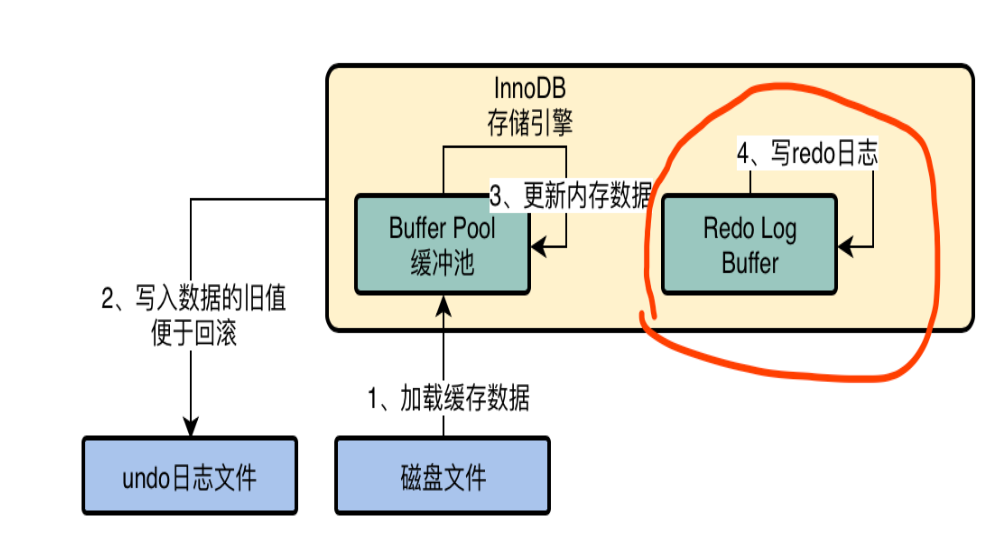 InnoDB
存储引擎
4、写redo日志
3、更新内存数据
Buffer Pool
缓冲池
Redo Log
Buffer
2、写入数据的旧值
便于回滚
1、加载缓存数据
undo日志文件
磁盘文件